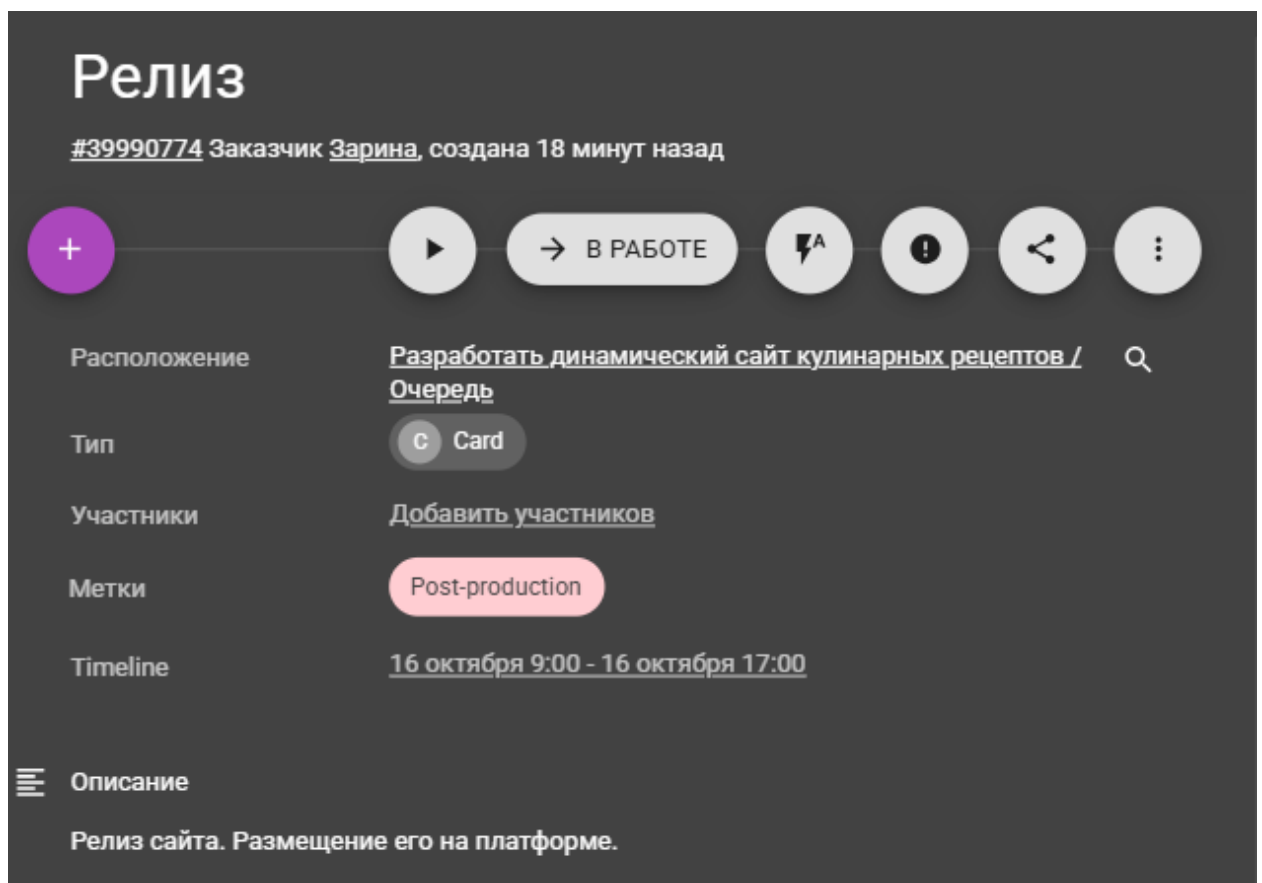 Релиз
#39990774 Заказчик Зарина, создана 18 минут назад
+ → В РАБОТЕ A
Расположение Разработать динамический сайт кулинарных рецептов /
Очередь
Тип C Card
Участники Добавить участников
Метки Post-production
Timeline 16 октября 9:00 - 16 октября 17:00
Описание
Релиз сайта. Размещение его на платформе.